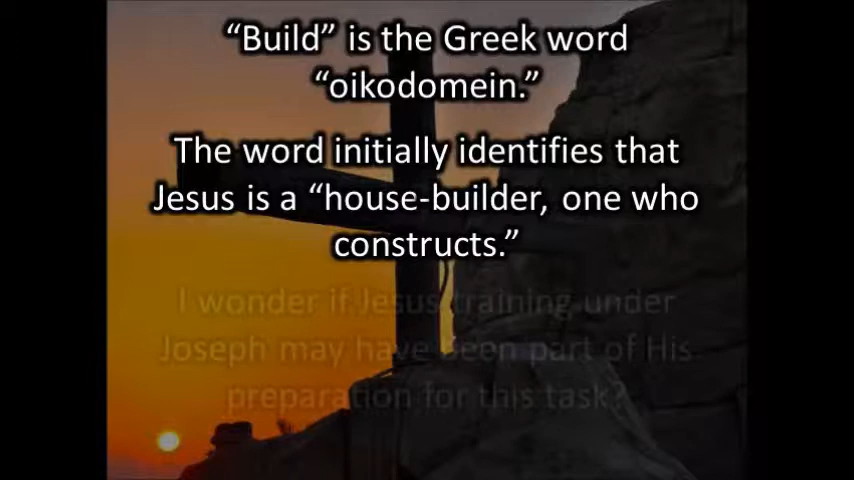 “Build” is the Greek word
“oikodomein.”
The word initially identifies that
Jesus is a “house-builder, one who
constructs.”
I wonder if Jesus training under
Joseph may have been part of His
preparation for this task?